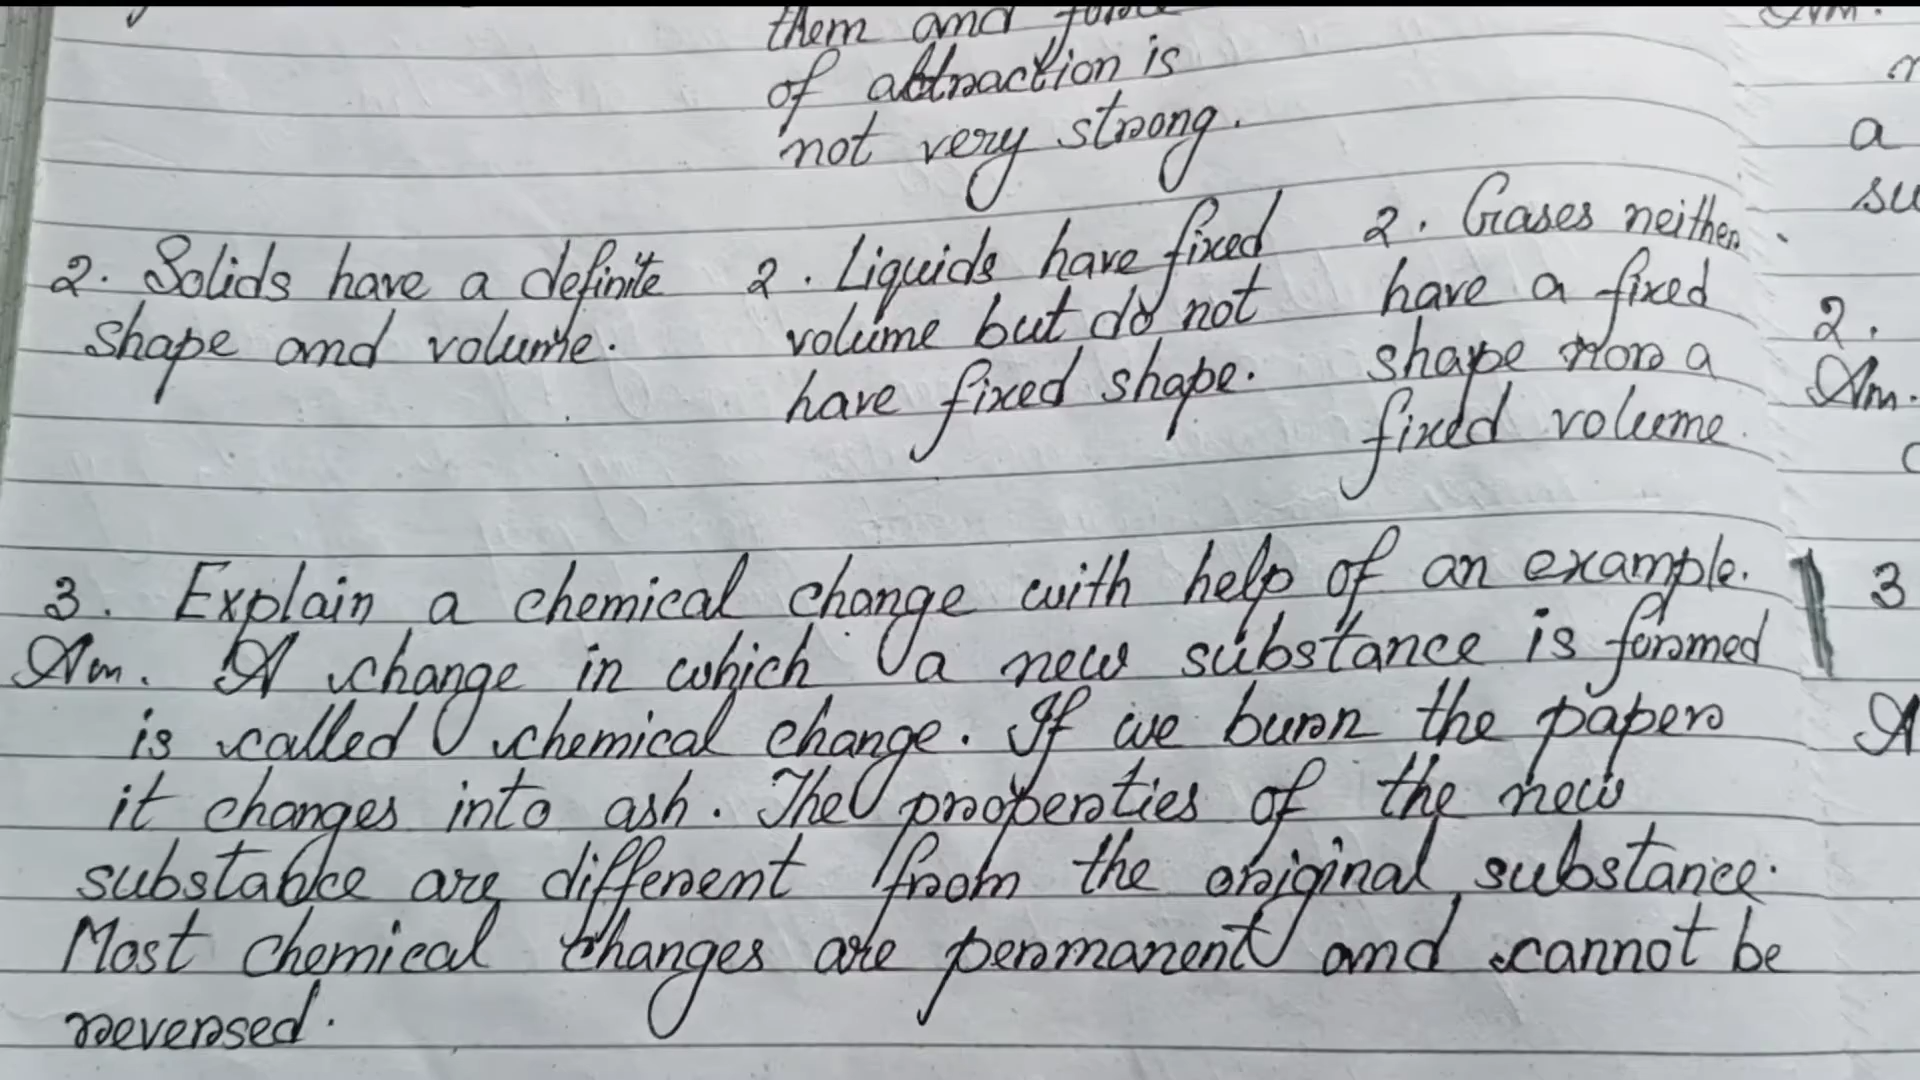 them and force
of attraction is
not very strong.
2. Solids have a definite
shape and volume.
2. Liquids have fixed
volume but do not
have fixed shape.
2. Gases neither
have a fixed
shape nor a
fixed volume.
3. Explain a chemical change with help of an example.
Ans. A change in which a new substance is formed
is called chemical change. If we burn the paper
it changes into ash. The properties of the new
substance are different from the original substance.
Most chemical changes are permanent and cannot be
reversed.
a
su
2.
Ans.
3
A